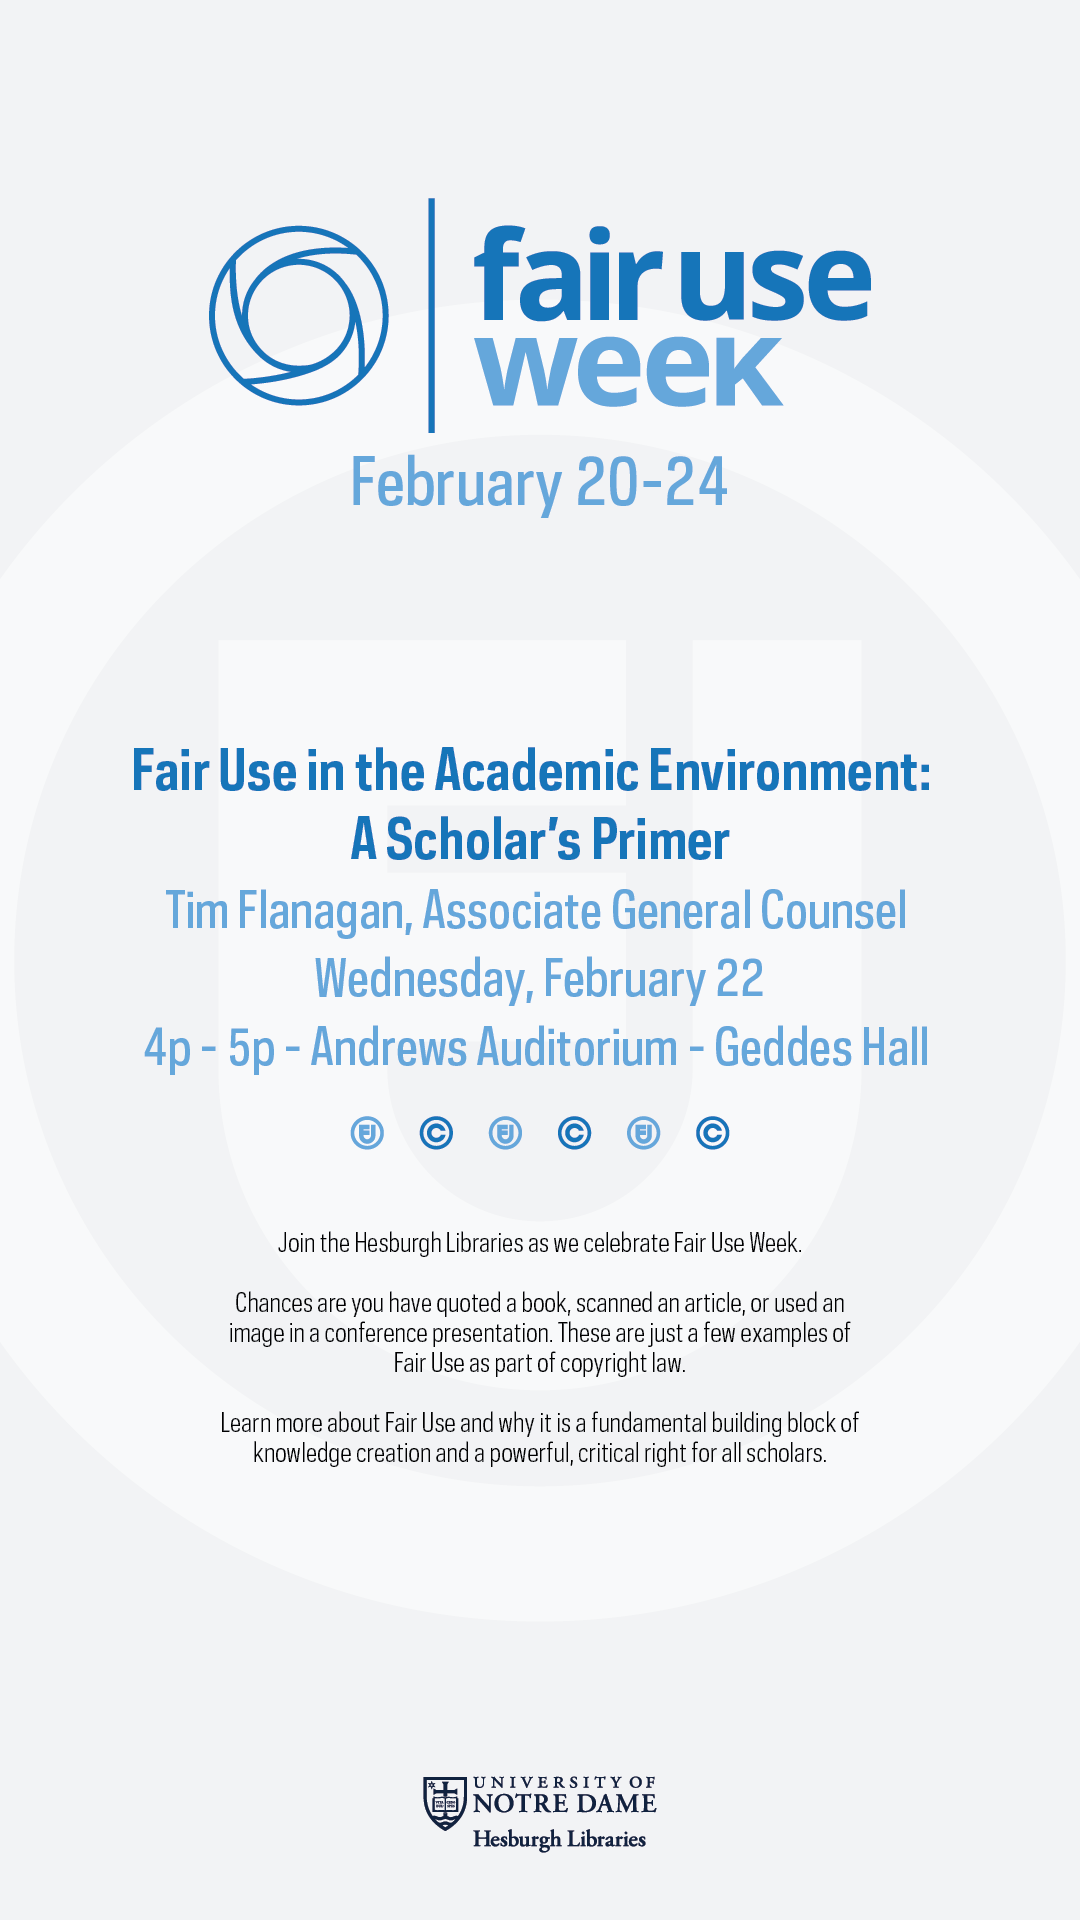 fair use
week
February 20-24
Fair Use in the Academic Environment:
A Scholar’s Primer
Tim Flanagan, Associate General Counsel
Wednesday, February 22
4p - 5p - Andrews Auditorium - Geddes Hall
Join the Hesburgh Libraries as we celebrate Fair Use Week.
Chances are you have quoted a book, scanned an article, or used an
image in a conference presentation. These are just a few examples of
Fair Use as part of copyright law.
Learn more about Fair Use and why it is a fundamental building block of
knowledge creation and a powerful, critical right for all scholars.
UNIVERSITY OF
NOTRE DAME
Hesburgh Libraries